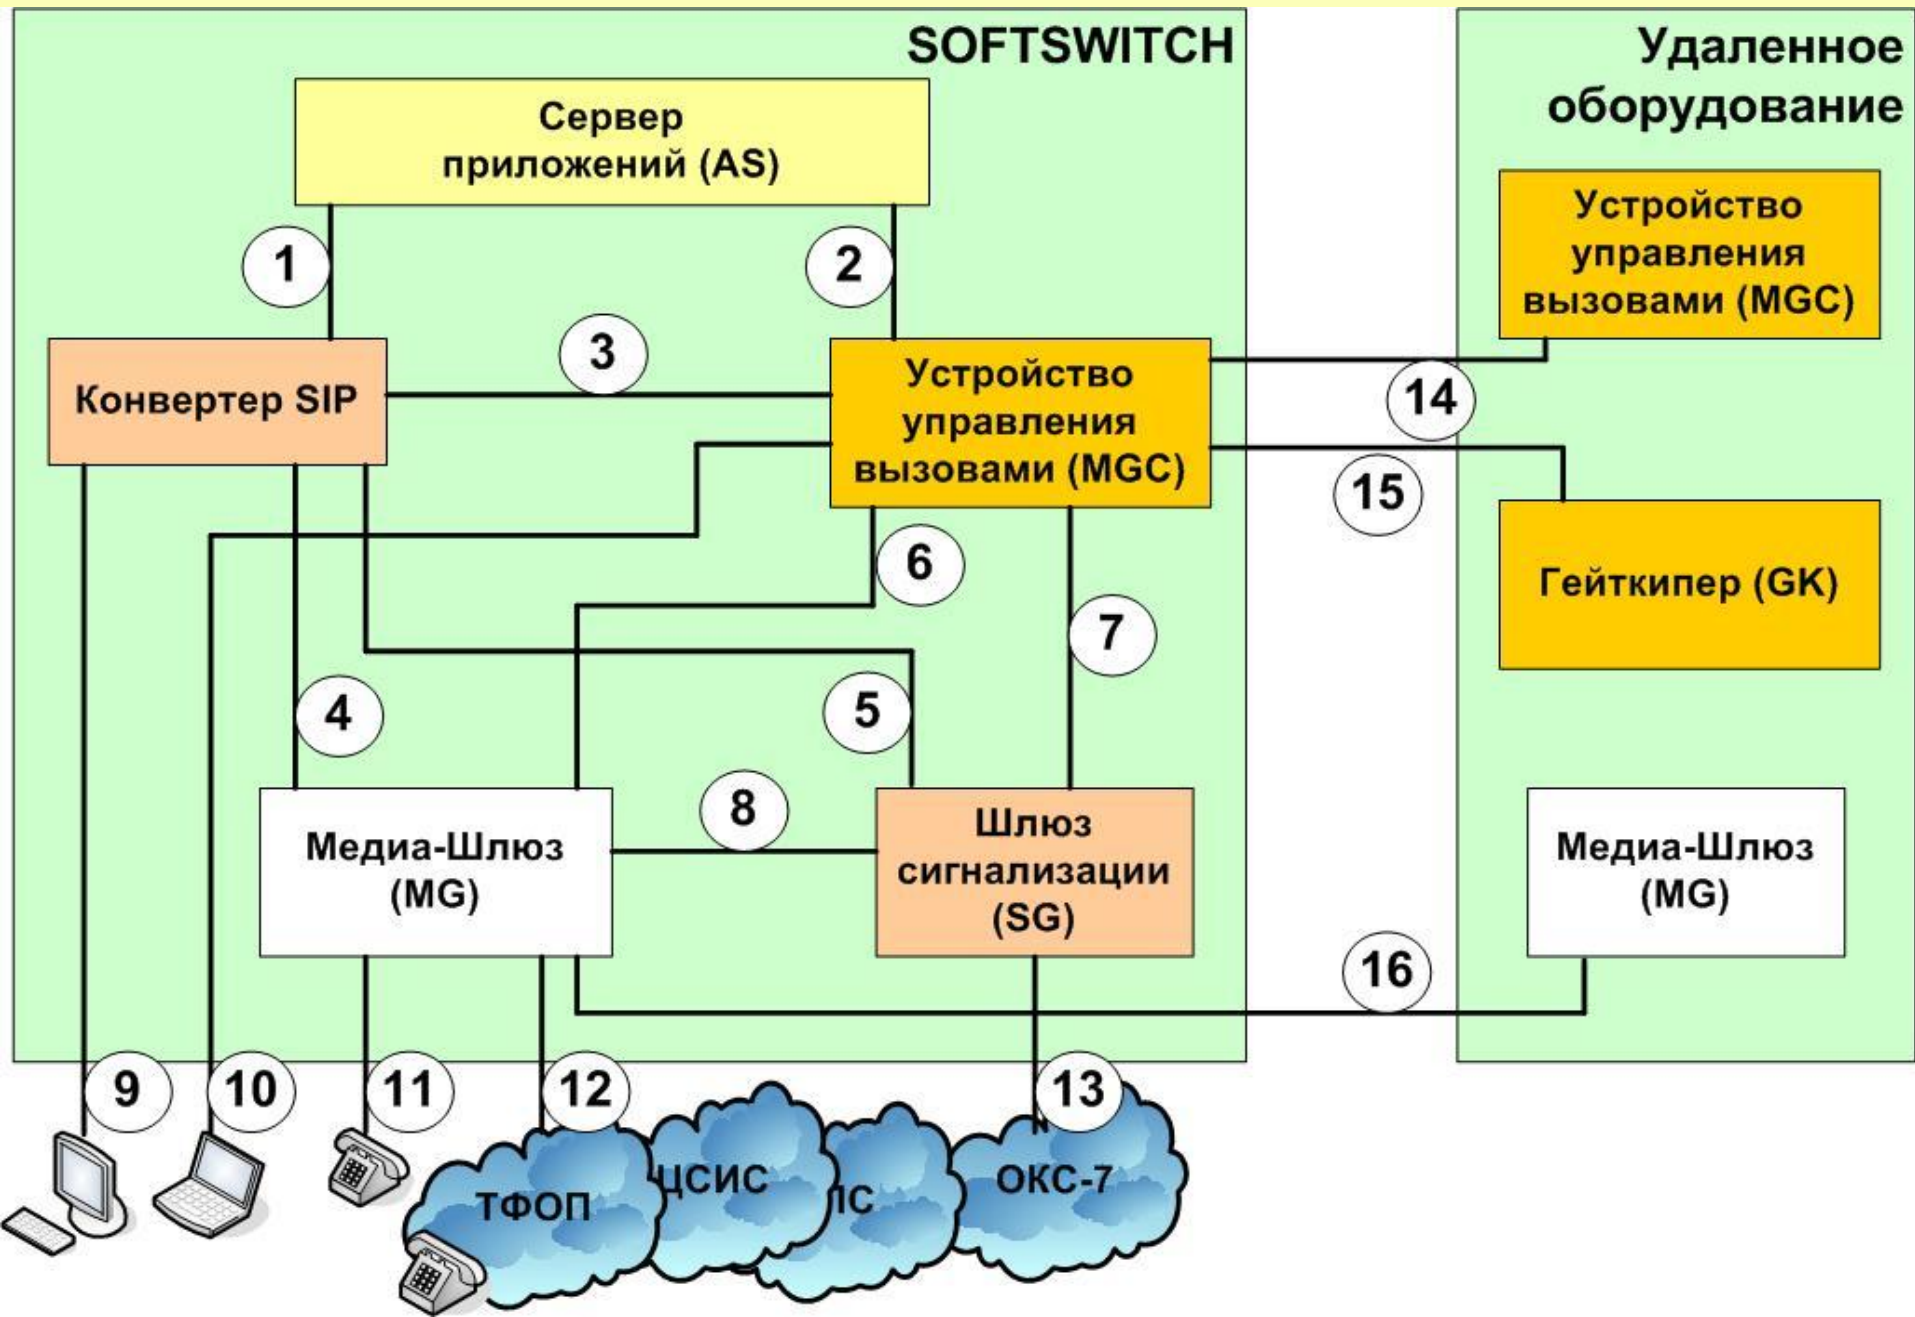 SOFTSWITCH
Удаленное
оборудование
Сервер
приложений (AS)
Устройство
управления
вызовами (MGC)
1
2
3
Конвертер SIP
Устройство
управления
вызовами (MGC)
14
15
6
Гейткипер (GK)
7
4
5
8
Медиа-Шлюз
(MG)
Шлюз
сигнализации
(SG)
Медиа-Шлюз
(MG)
16
9
10
11
12
13
ТФОП
ЦСИС
ОКС-7